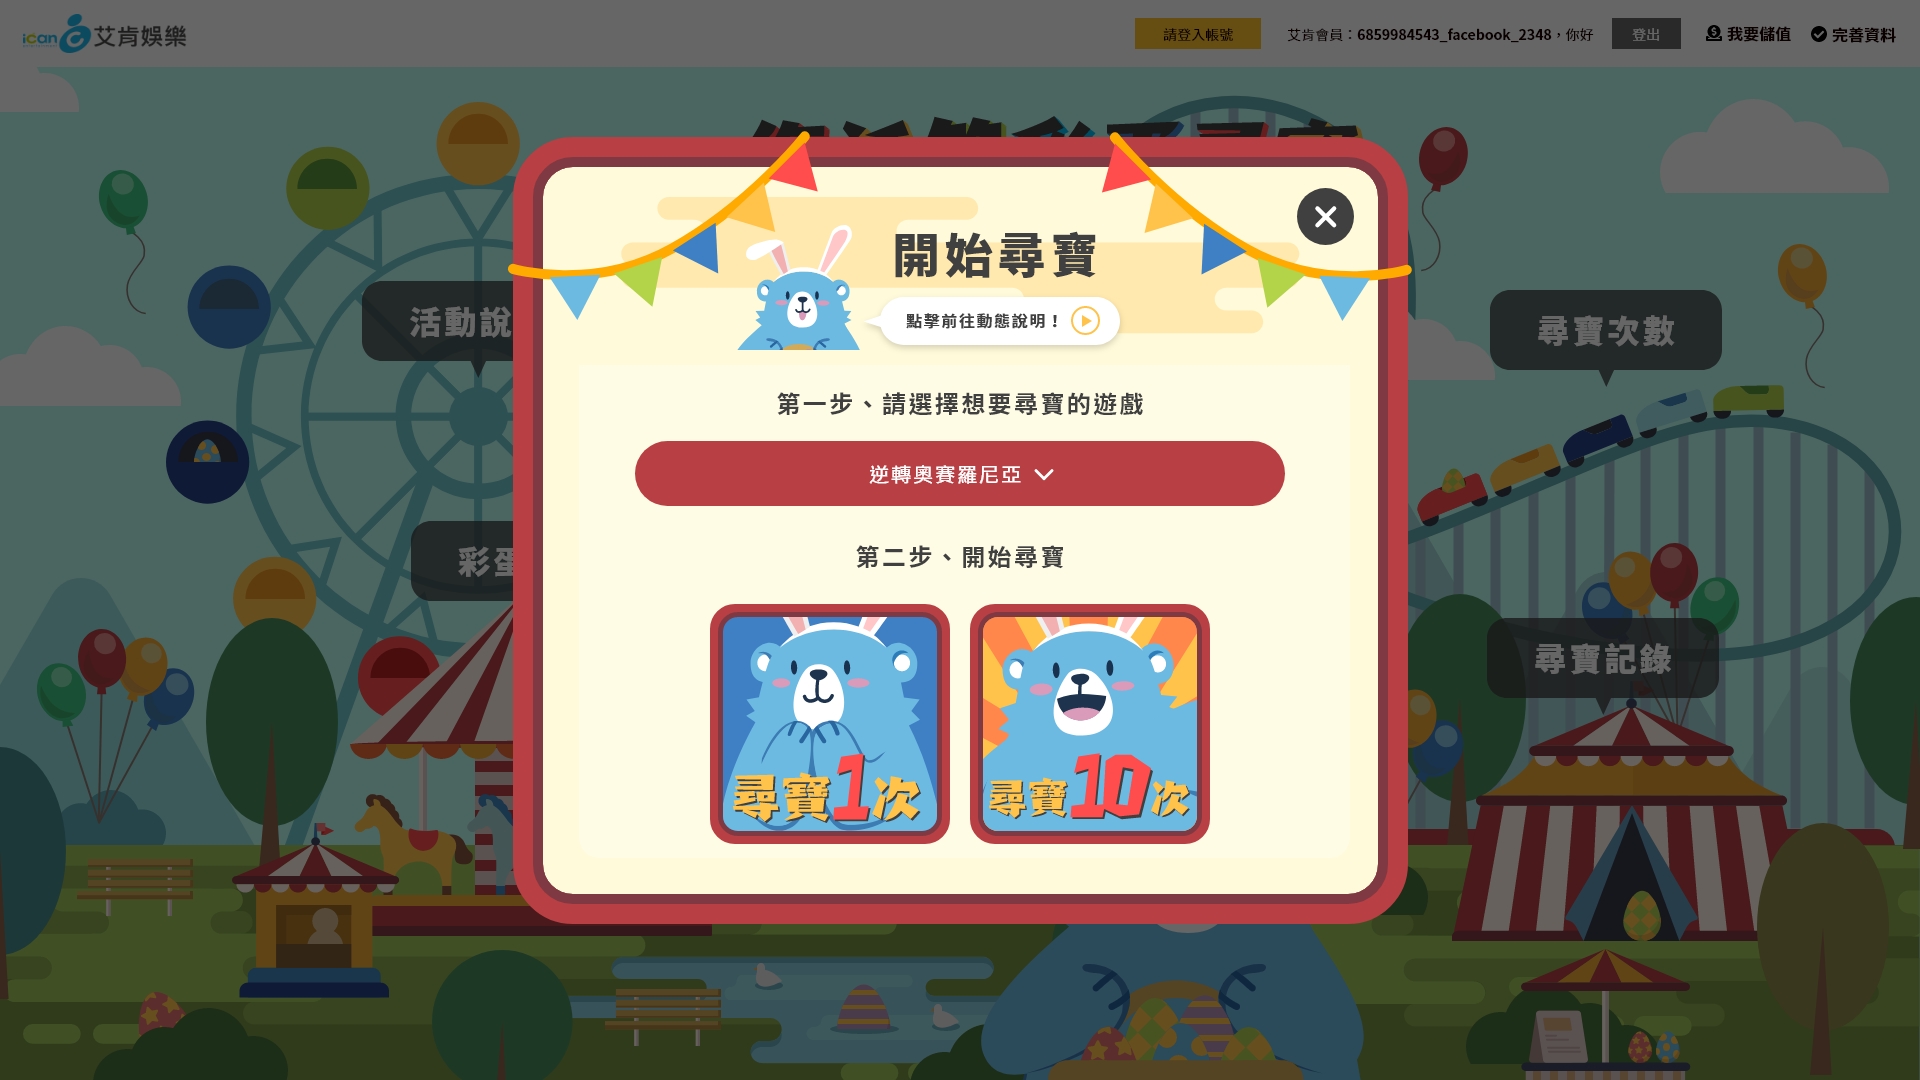 ican 艾肯娛樂
請登入帳號
艾肯會員：6859984543_facebook_2348，你好
登出
我要儲值
完善資料
活動說
尋寶次數
彩蛋
尋寶記錄
開始尋寶
點擊前往動態說明！
第一步、請選擇想要尋寶的遊戲
逆轉奧賽羅尼亞
第二步、開始尋寶
尋寶1次
尋寶10次